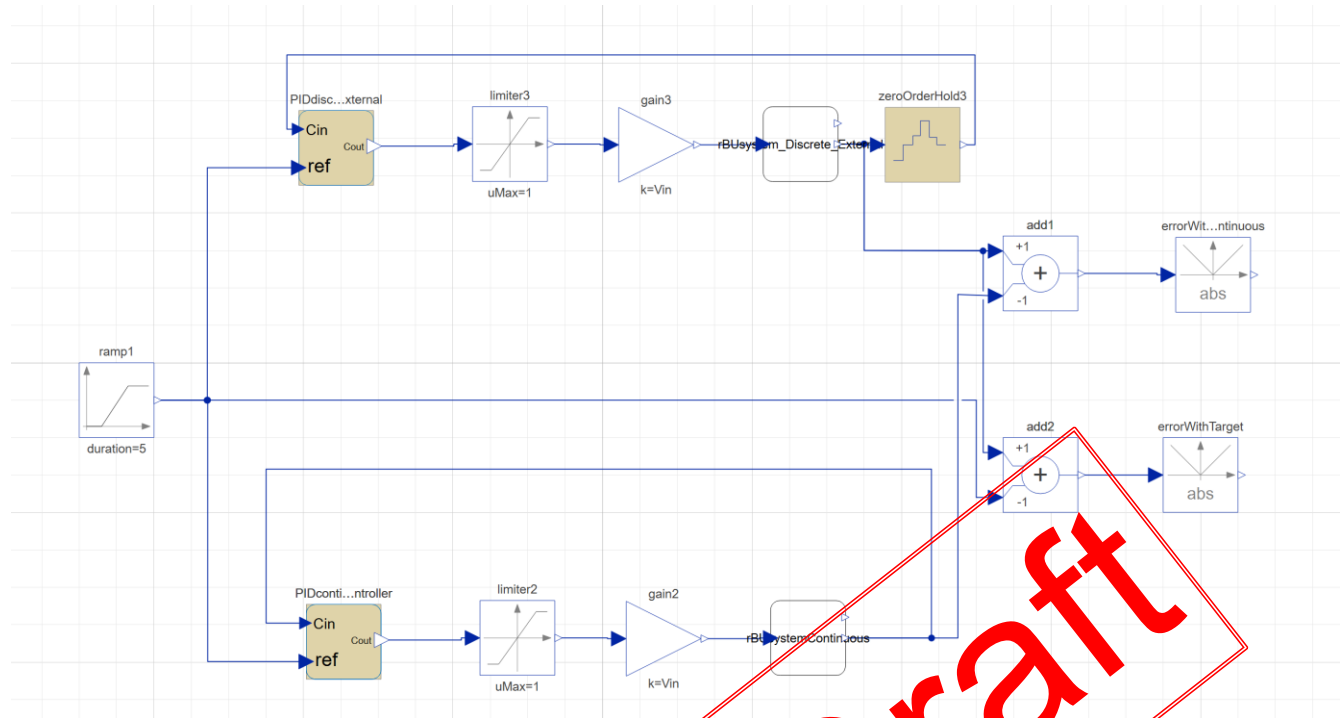 PIDdisc...xternal
Cin
Cout
ref
limiter3
uMax=1
gain3
k=Vin
zeroOrderHold3
add1
+1
+
-1
errorWit...ntinuous
abs
ramp1
duration=5
add2
+1
+
-1
errorWithTarget
abs
PIDconti...ntroller
Cin
Cout
ref
limiter2
uMax=1
gain2
k=Vin